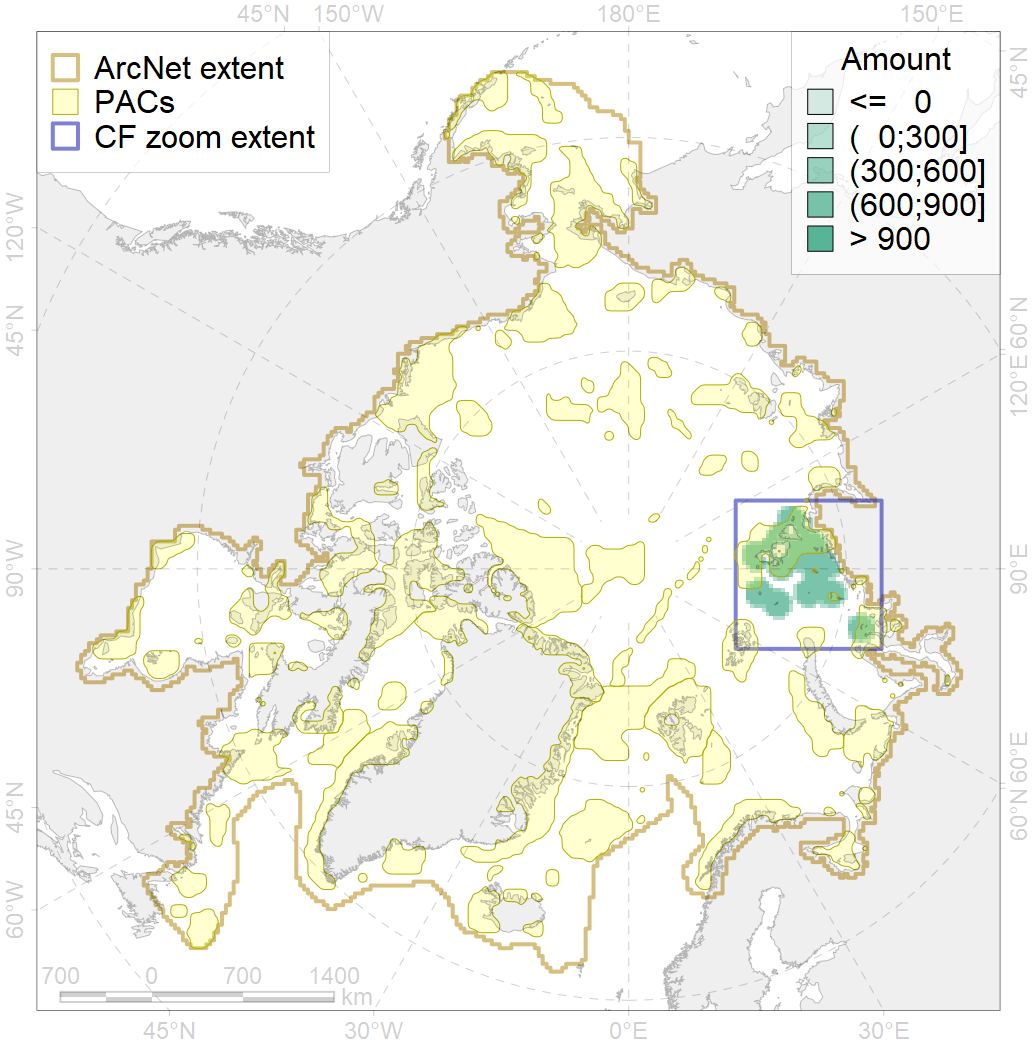 45°N 150°W 180°E 150°E
ArcNet extent
PACs
CF zoom extent
Amount
<= 0
( 0;300]
(300;600]
(600;900]
> 900
45°N
120°W
45°N
60°N
120°E
90°W
90°E
45°N
60°E
60°N
60°W
700 0 700 1400
km
45°N 30°W 0°E 30°E